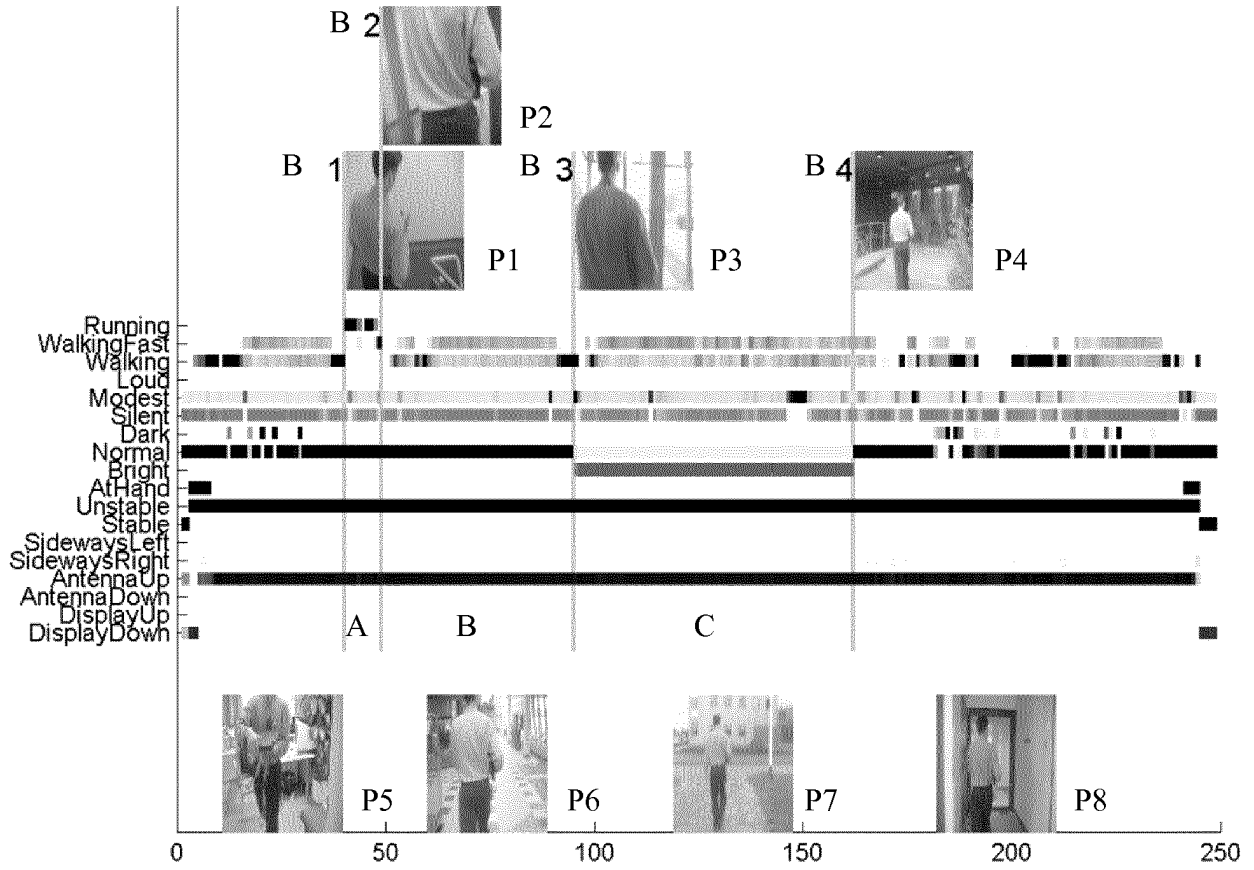 B 2
P2
B 1
P1
B 3
P3
B 4
P4
Running
WalkingFast
Walking
Loud
Modest
Silent
Dark
Normal
Bright
AtHand
Unstable
Stable
SidewaysLeft
SidewaysRight
AntennaUp
AntennaDown
DisplayUp
DisplayDown
A B C
P5 P6 P7 P8
0 50 100 150 200 250